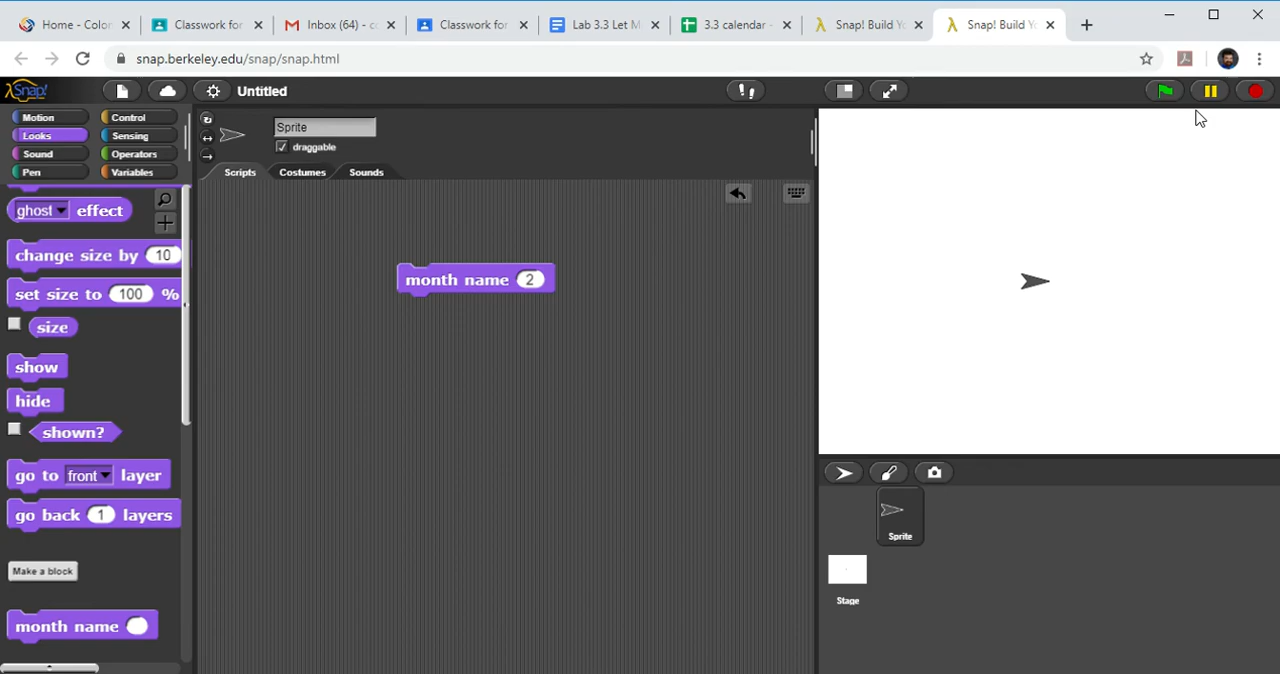 Home - Color
Classwork for
Inbox (64) - c
Classwork for
Lab 3.3 Let M
3.3 calendar -
Snap! Build Y
Snap! Build Y
snap.berkeley.edu/snap/snap.html
Snap!
Untitled
Motion
Control
Looks
Sensing
Sound
Operators
Pen
Variables
Sprite
draggable
Scripts
Costumes
Sounds
ghost effect
change size by 10
set size to 100 %
size
show
hide
shown?
go to front layer
go back 1 layers
Make a block
month name
month name 2
Sprite
Stage